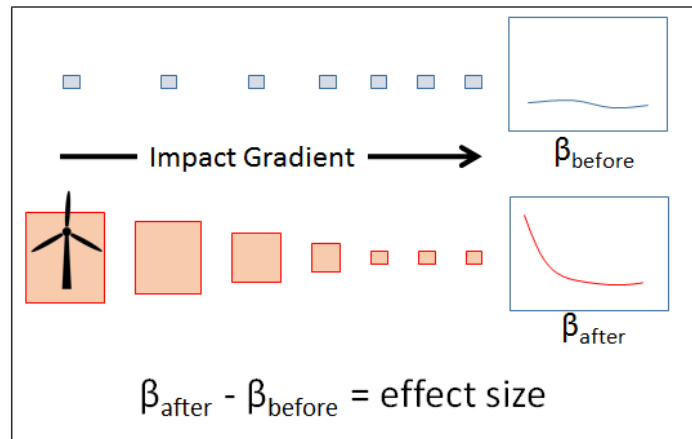 Impact Gradient
βbefore
βafter
βafter - βbefore = effect size